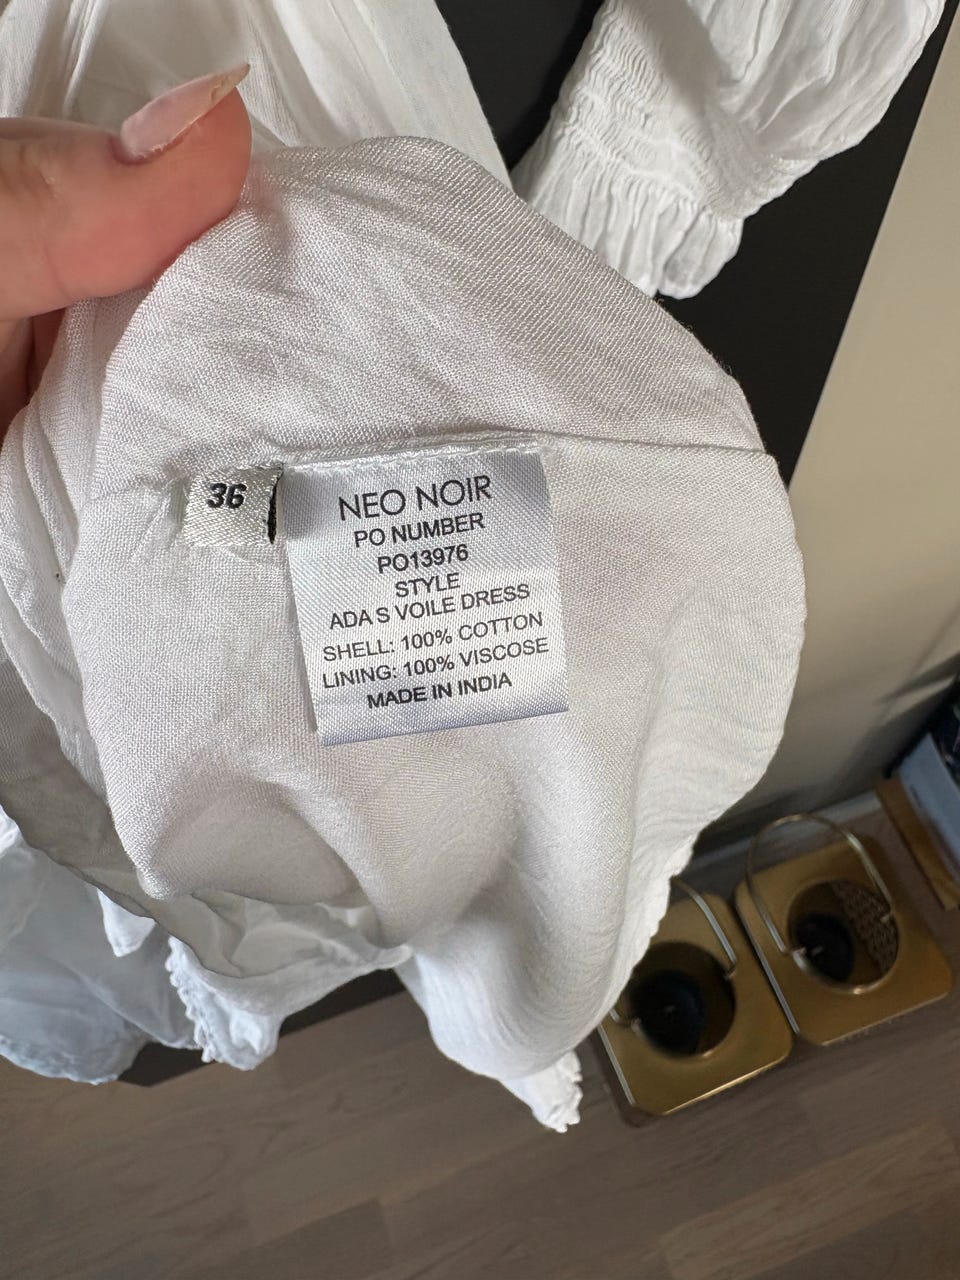 36
NEO NOIR
PO NUMBER
PO13976
STYLE
ADA S VOILE DRESS
SHELL: 100% COTTON
LINING: 100% VISCOSE
MADE IN INDIA